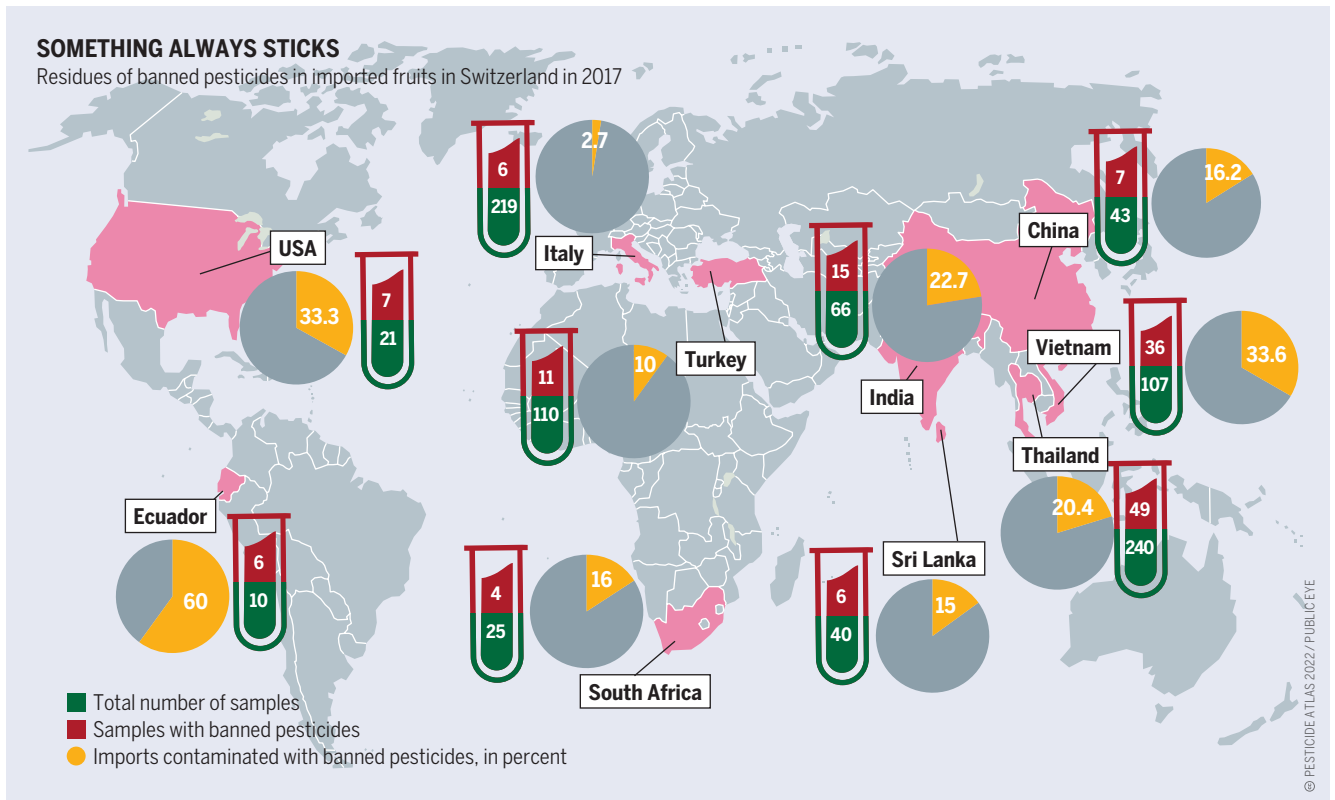 SOMETHING ALWAYS STICKS
Residues of banned pesticides in imported fruits in Switzerland in 2017
USA
33.3
7
21
6
219
2.7
Italy
11
110
10
Turkey
15
66
22.7
India
China
7
43
16.2
Vietnam
36
107
33.6
Thailand
20.4
49
240
Ecuador
60
6
10
4
25
16
South Africa
6
40
Sri Lanka
15
Total number of samples
Samples with banned pesticides
Imports contaminated with banned pesticides, in percent
© PESTICIDE ATLAS 2022 / PUBLIC EYE